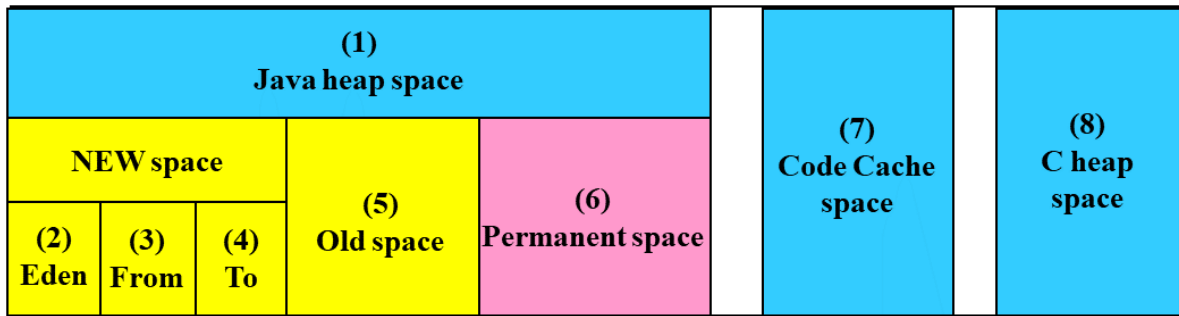 (1)
Java heap space
NEW space
(2)
Eden
(3)
From
(4)
To
(5)
Old space
(6)
Permanent space
(7)
Code Cache
space
(8)
C heap
space